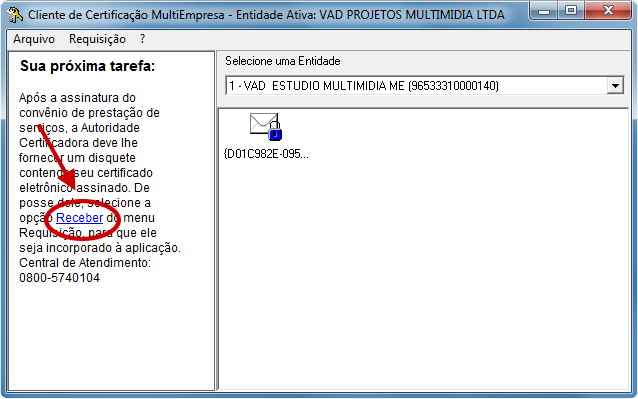 Cliente de Certificação MultiEmpresa - Entidade Ativa: VAD PROJETOS MULTIMIDIA LTDA
Arquivo Requisição ?
Sua próxima tarefa:
Após a assinatura do
convênio de prestação de
serviços, a Autoridade
Certificadora deve lhe
fornecer um disquete
contendo seu certificado
eletrônico assinado. De
posse dele, selecione a
opção Receber do menu
Requisição, para que ele
seja incorporado à aplicação.
Central de Atendimento:
0800-5740104
Selecione uma Entidade
1 - VAD ESTUDIO MULTIMIDIA ME (96533310000140)
{D01C982E-095...